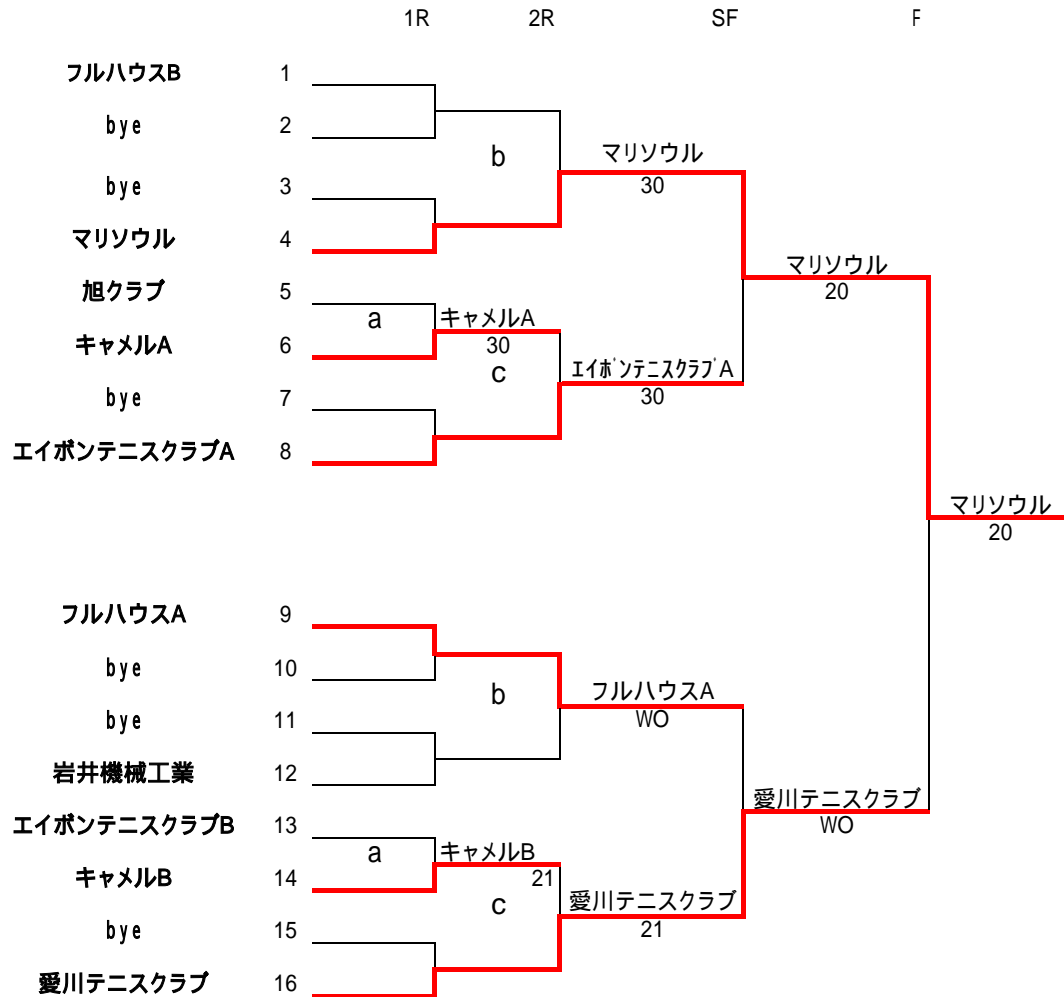 1R 2R SF F
フルハウスB 1
bye 2
b マリソウル
30
bye 3
マリソウル 4
マリソウル
20
旭クラブ 5
a キャメルA
30
キャメルA 6
c エイボンテニスクラブA
30
bye 7
エイボンテニスクラブA 8
マリソウル
20
フルハウスA 9
bye 10
b フルハウスA
WO
bye 11
岩井機械工業 12
愛川テニスクラブ
WO
エイボンテニスクラブB 13
a キャメルB
21
キャメルB 14
c 愛川テニスクラブ
21
bye 15
愛川テニスクラブ 16